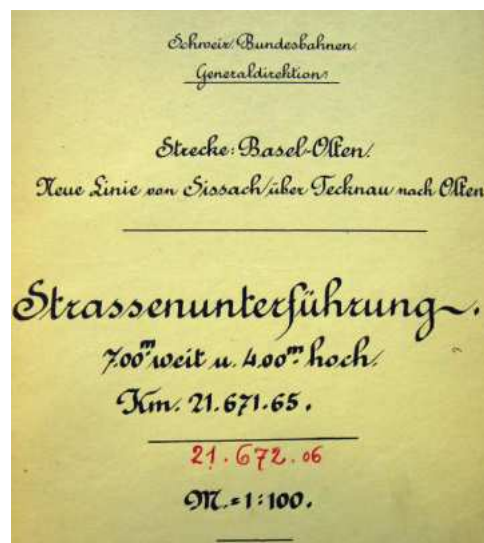 Schweiz. Bundesbahnen.
Generaldirektion.
Strecke: Basel-Olten.
Neue Linie von Sissach über Tecknau nach Olten
Strassenunterführung.
7.00ᵐ weit u. 4.00ᵐ hoch.
Km. 21.671.65.
21.672.06
M. = 1:100.